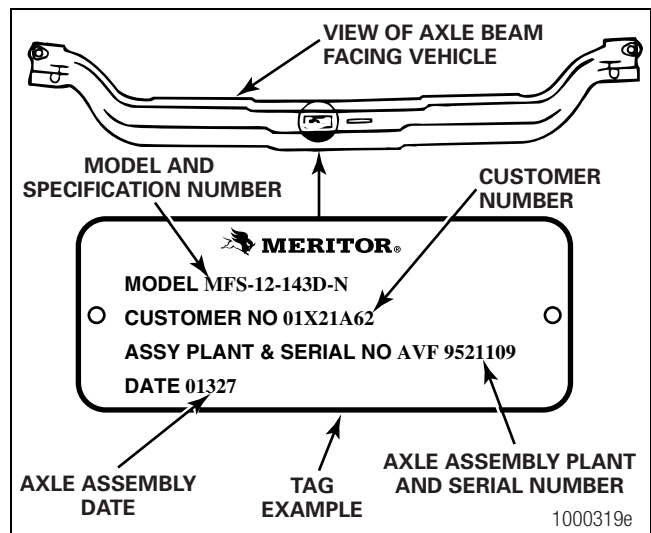 VIEW OF AXLE BEAM
FACING VEHICLE
MODEL AND
SPECIFICATION NUMBER
CUSTOMER
NUMBER
MERITOR®
MODEL MFS-12-143D-N
CUSTOMER NO 01X21A62
ASSY PLANT & SERIAL NO AVF 9521109
DATE 01327
AXLE ASSEMBLY
DATE
TAG
EXAMPLE
AXLE ASSEMBLY PLANT
AND SERIAL NUMBER
1000319e